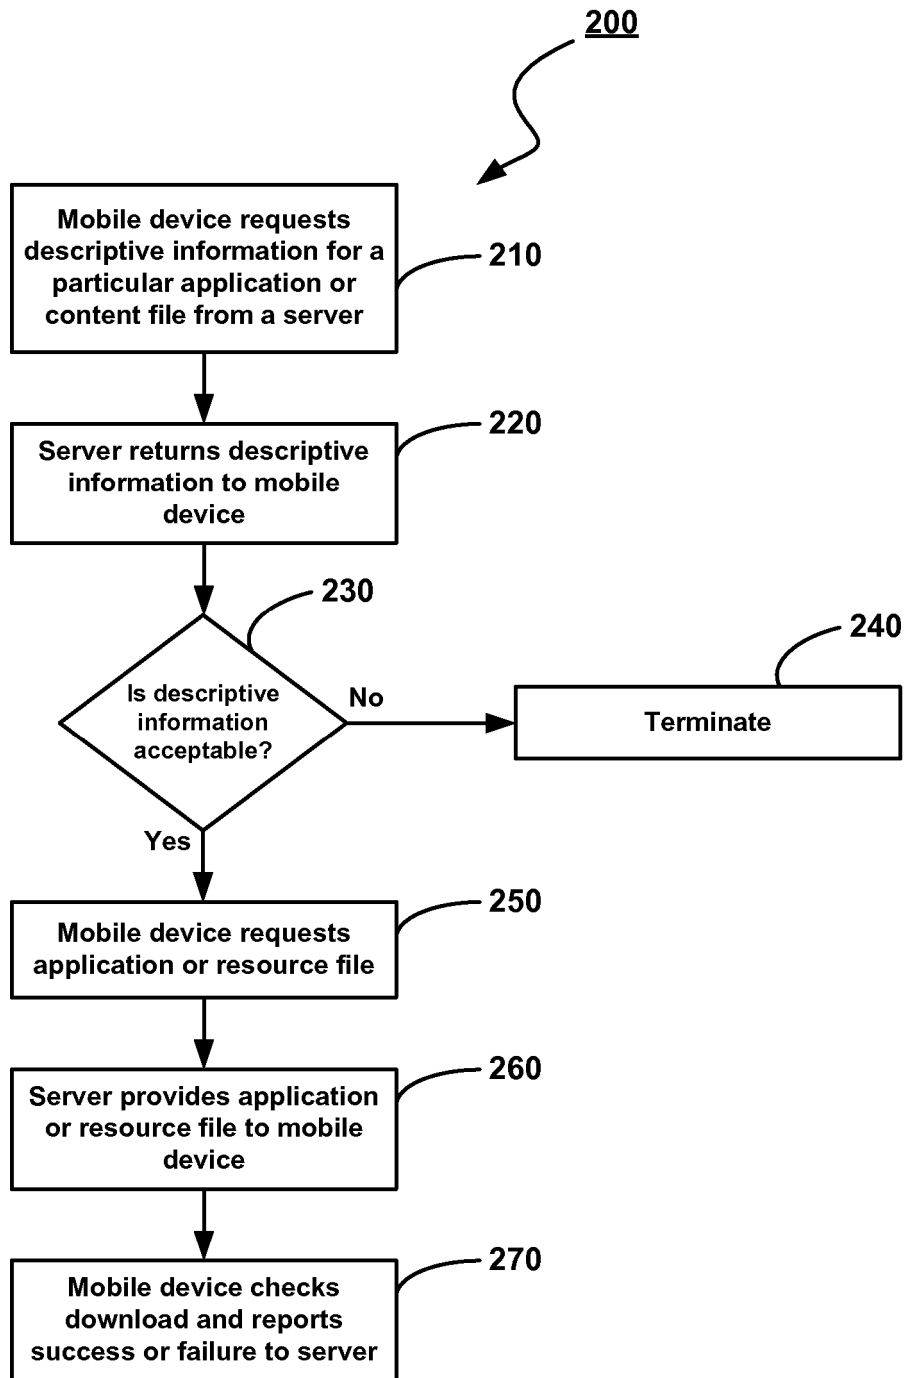 200
Mobile device requests
descriptive information for a
particular application or
content file from a server
210
Server returns descriptive
information to mobile
device
220
230
Is descriptive
information
acceptable?
No
240
Terminate
Yes
Mobile device requests
application or resource file
250
Server provides application
or resource file to mobile
device
260
Mobile device checks
download and reports
success or failure to server
270